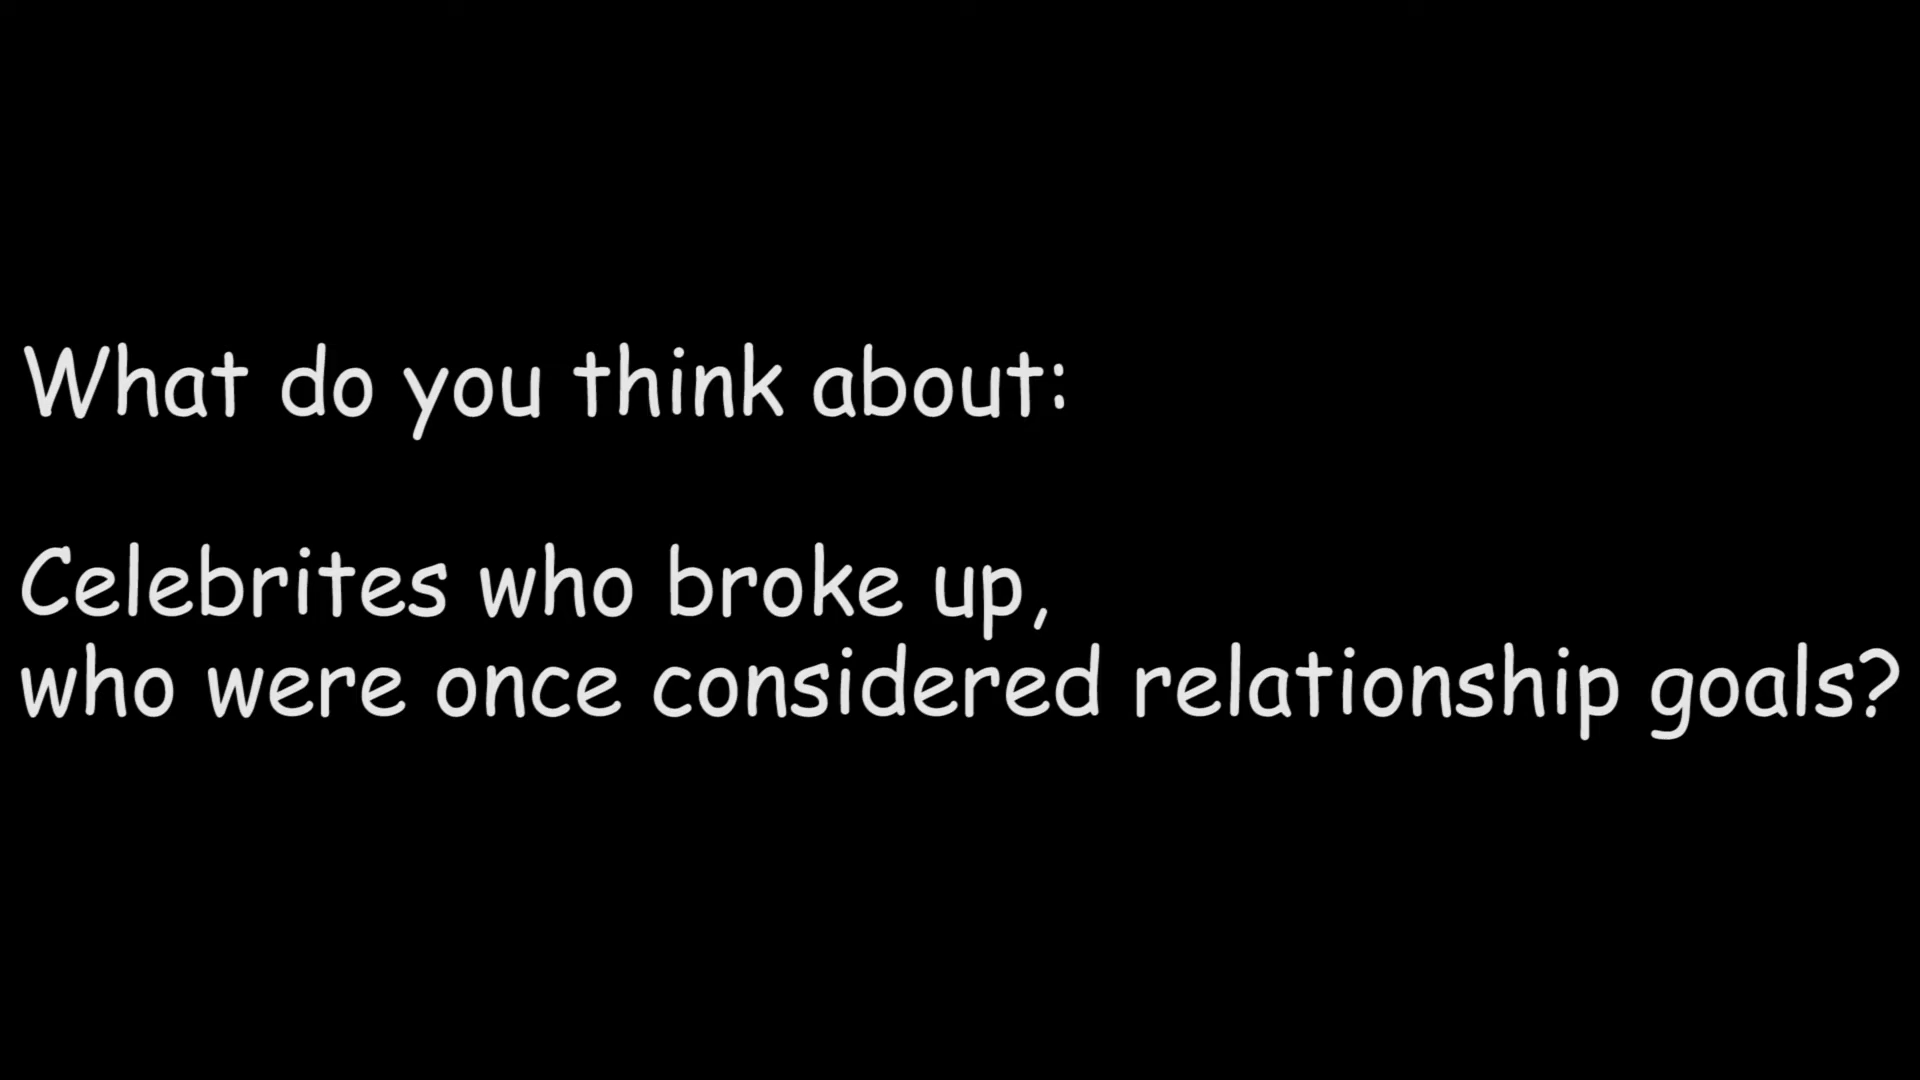 What do you think about:
Celebrites who broke up,
who were once considered relationship goals?